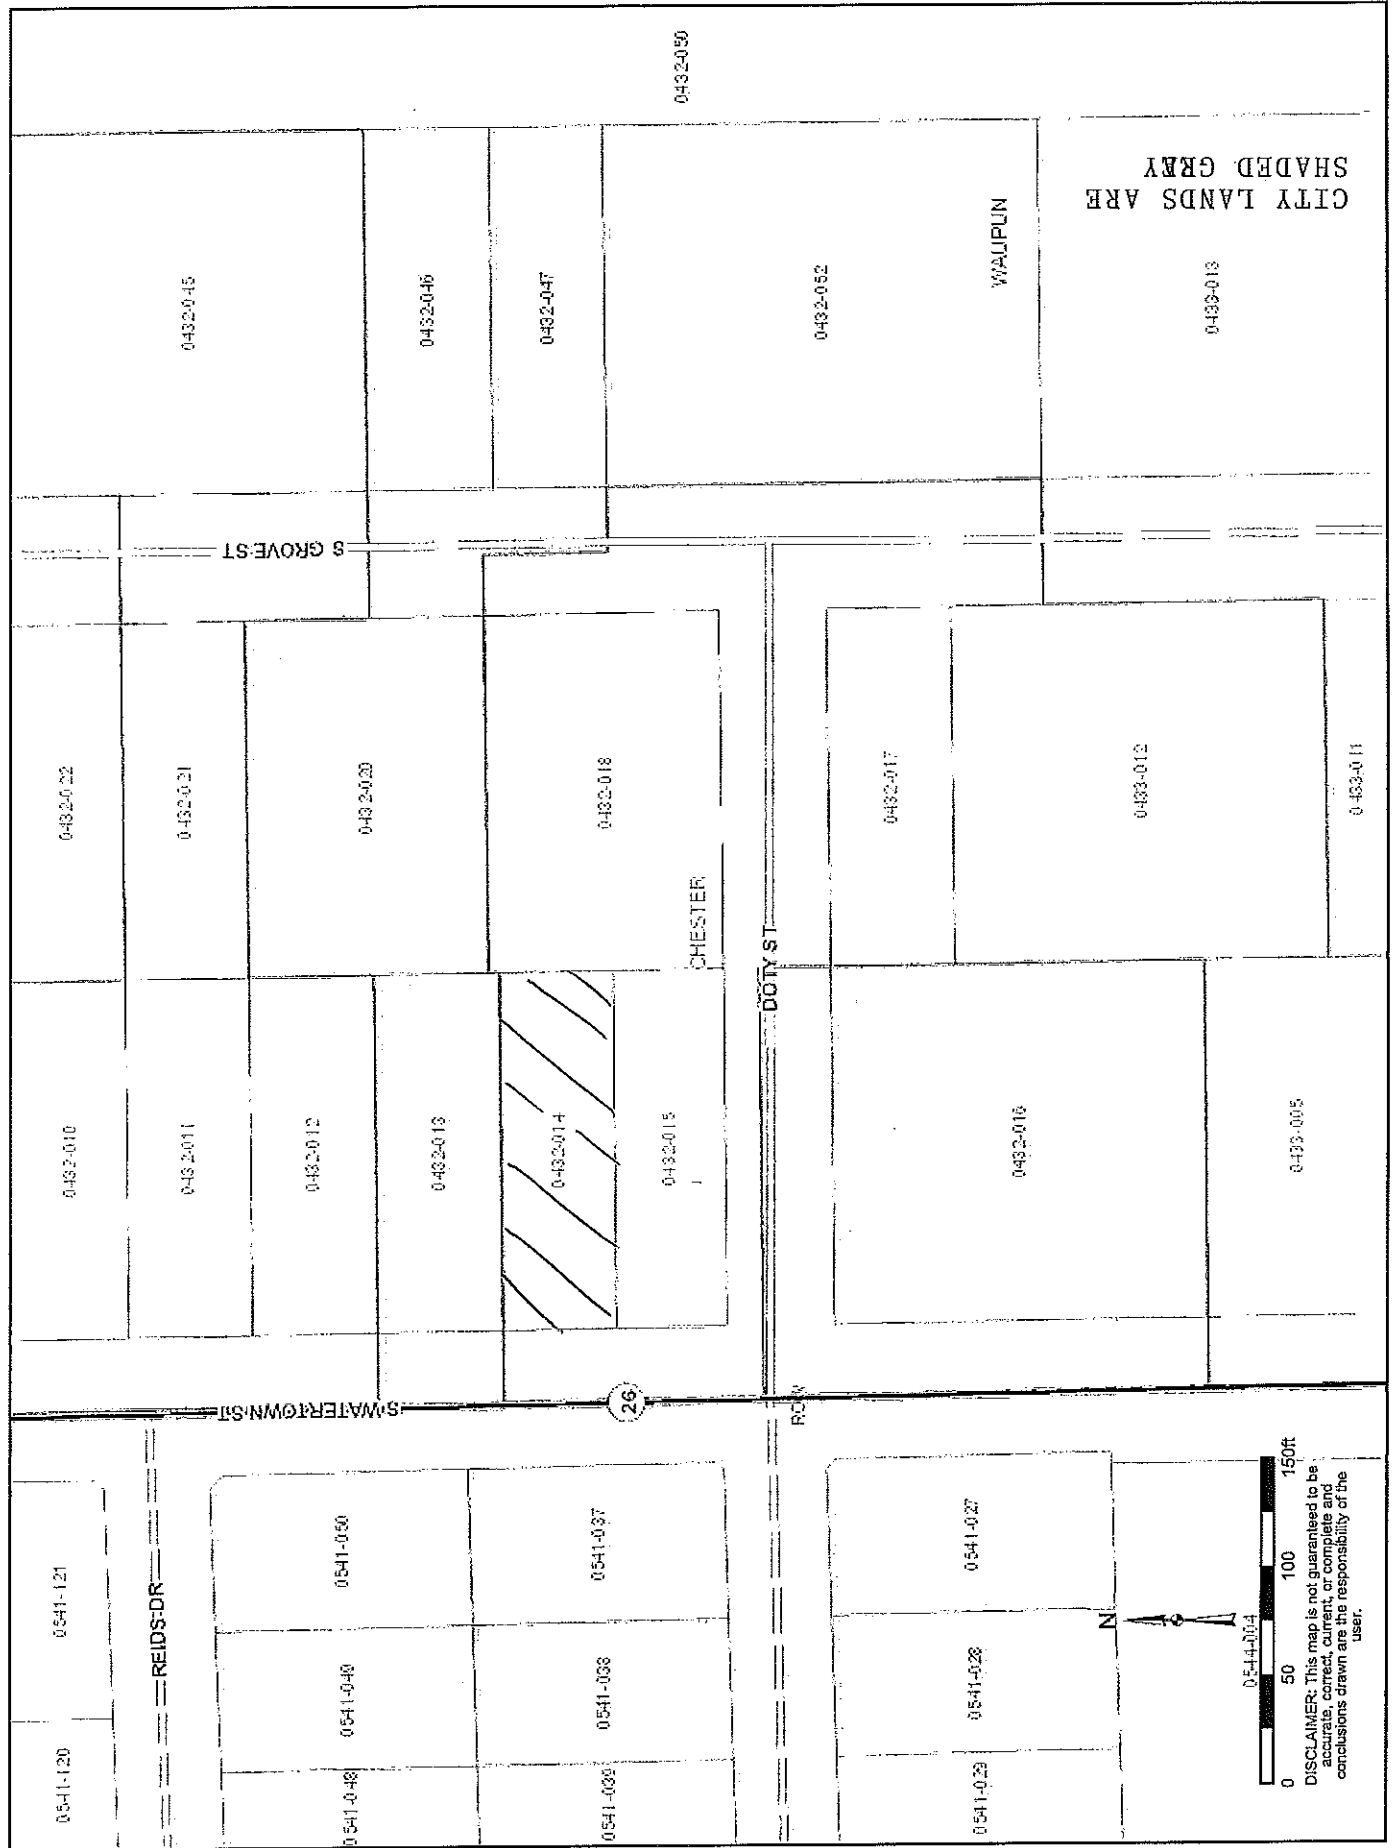 0541-120
0541-121
0432-010
0432-022
REIDS DR
0432-011
0432-021
0432-045
S WATERTOWN ST
S GROVE ST
0432-012
0541-048
0541-049
0541-050
0432-020
0432-013
0432-046
0432-014
0432-047
0541-039
0541-038
0541-037
0432-018
26
0432-015
0432-050
CHESTER
DOTY ST
ROW
0432-052
0432-017
0541-029
0541-028
0541-027
0432-016
WAUPUN
N
0433-012
CITY LANDS ARE
SHADED GREY
0433-013
0544-004
0433-005
0433-011
0 50 100 150ft
DISCLAIMER: This map is not guaranteed to be
accurate, correct, current, or complete and
conclusions drawn are the responsibility of the
user.